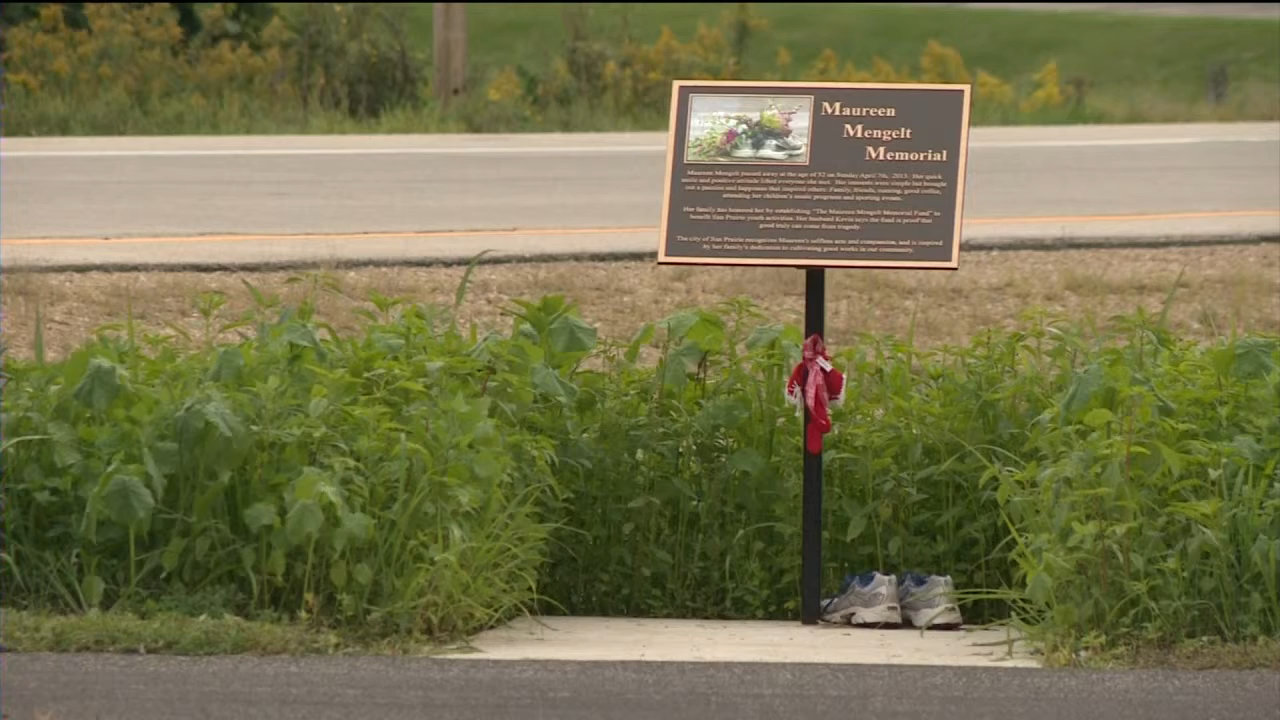 Maureen
Mengelt
Memorial
Maureen Mengelt passed away at the age of 52 on Sunday April 7th, 2013. Her quick
smile and positive attitude lifted everyone she met. Her interests were simple but brought
out a passion and happiness that inspired others: Family, friends, running, good coffee,
attending her children's music programs and sporting events.
Her family has honored her by establishing "The Maureen Mengelt Memorial Fund" to
benefit Sun Prairie youth activities. Her husband Kevin says the fund is proof that
good truly can come from tragedy.
The city of Sun Prairie recognizes Maureen's selfless acts and compassion, and is inspired
by her family's dedication to cultivating good works in our community.